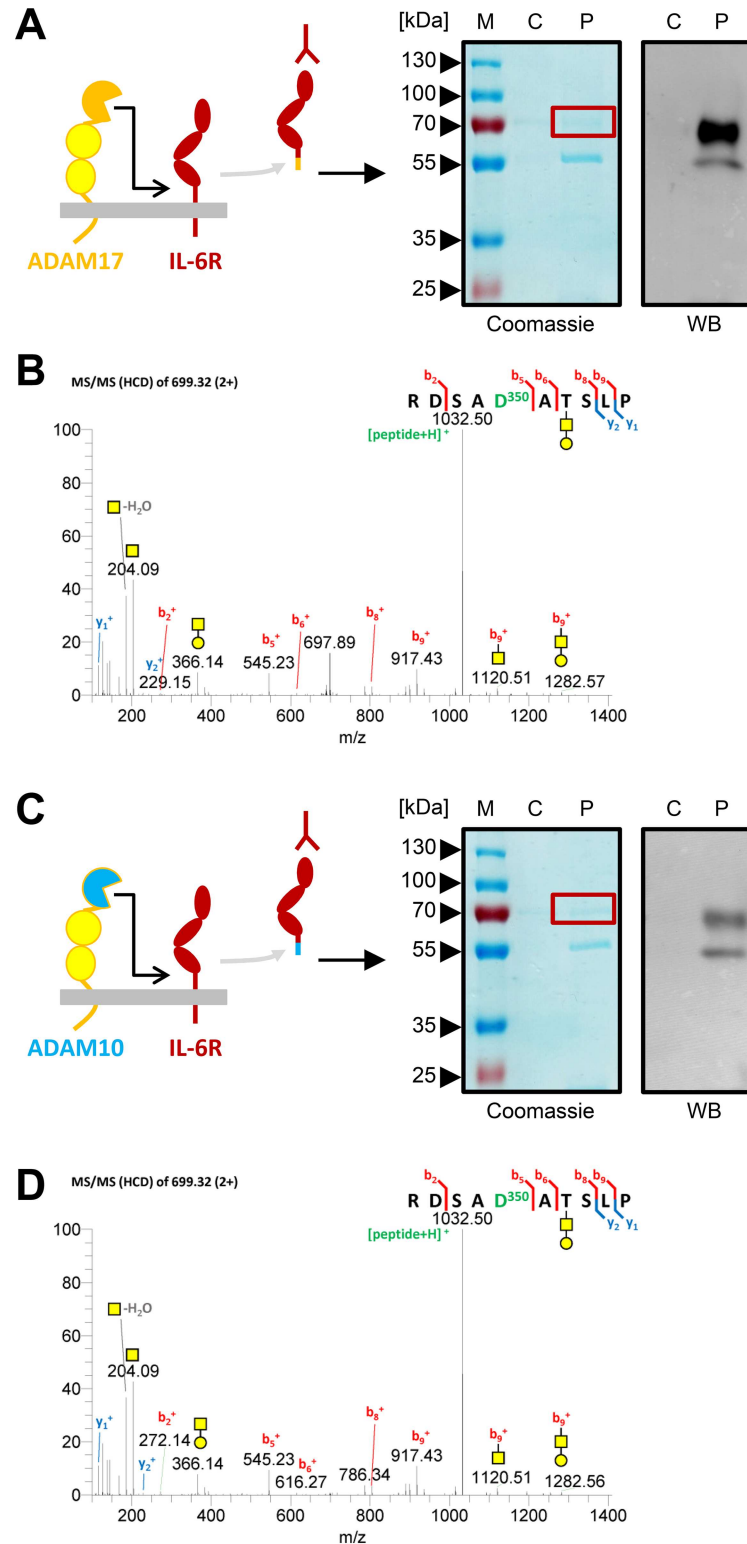 A
[kDa] M C P C P
130
100
70
55
35
25
ADAM17 IL-6R
Coomassie WB
B
MS/MS (HCD) of 699.32 (2+)
b2 b5 b6 b8 b9
R D S A D350 A T S L P
y2 y1
1032.50
[peptide+H]+
100
80
60
40
20
0
-H2O
204.09
y1+
b2+
y2+
229.15
366.14
b5+
545.23
b6+
697.89
b8+
b9+
917.43
b9+
1120.51
b9+
1282.57
200 400 600 800 1000 1200 1400
m/z
C
[kDa] M C P C P
130
100
70
55
35
25
ADAM10 IL-6R
Coomassie WB
D
MS/MS (HCD) of 699.32 (2+)
b2 b5 b6 b8 b9
R D S A D350 A T S L P
y2 y1
1032.50
[peptide+H]+
100
80
60
40
20
0
-H2O
204.09
y1+
b2+
272.14
y2+
366.14
b5+
545.23
b6+
616.27
b8+
786.34
b9+
917.43
b9+
1120.51
b9+
1282.56
200 400 600 800 1000 1200 1400
m/z